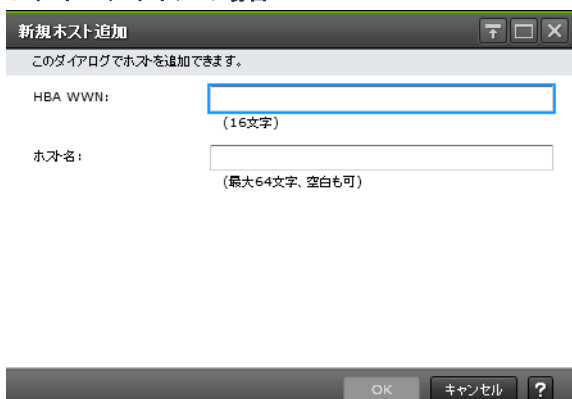 新規ホスト追加
このダイアログでホストを追加できます。
HBA WWN:
(16文字)
ホスト名:
(最大64文字、空白も可)
OK キャンセル ?